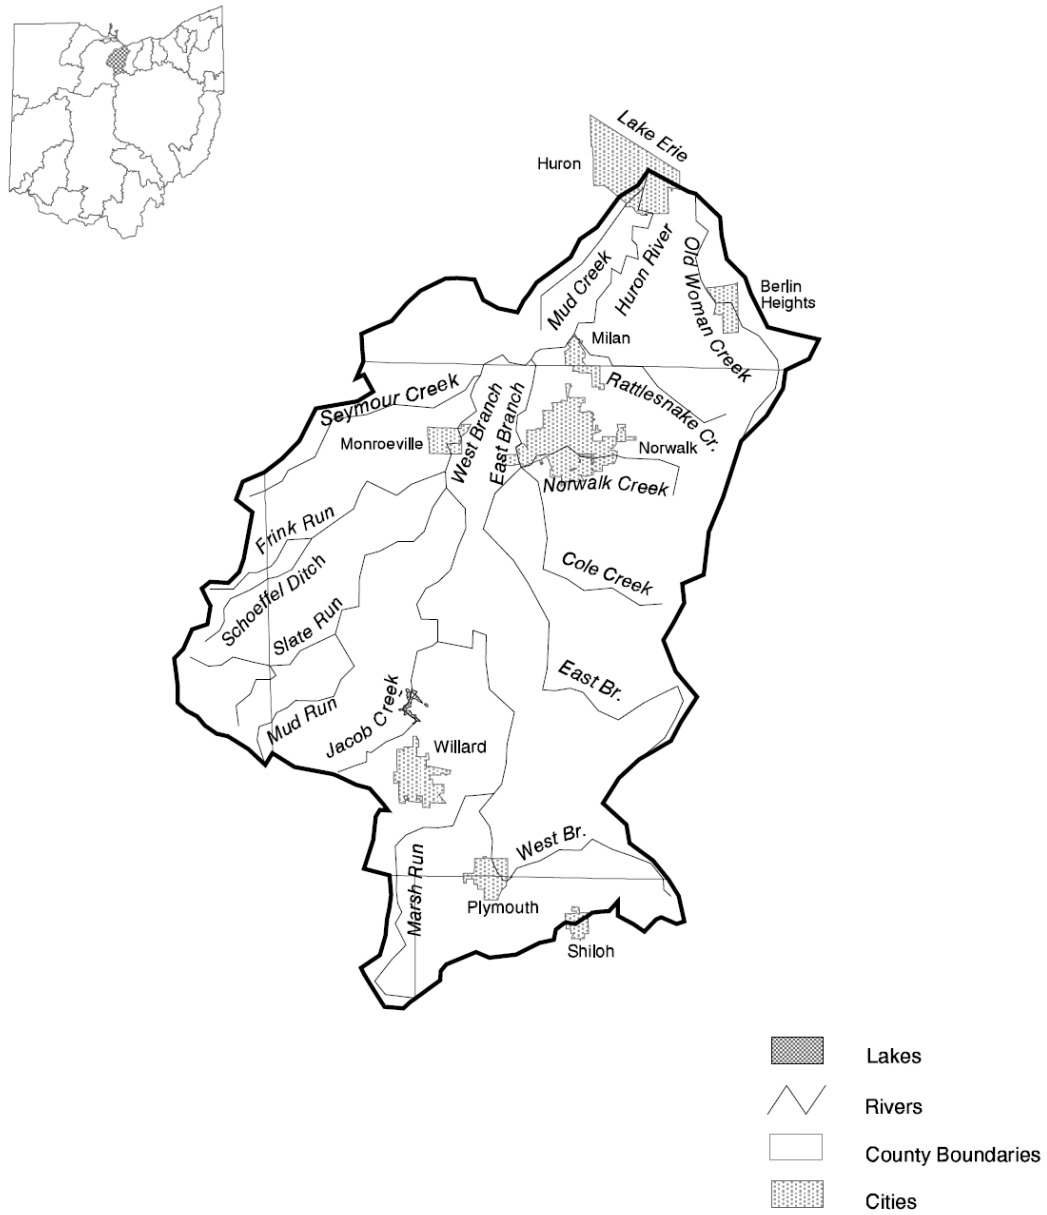 Lake Erie
Huron
Mud Creek
Huron River
Old Woman Creek
Berlin
Heights
Milan
Rattlesnake Cr.
Seymour Creek
West Branch
East Branch
Monroeville
Norwalk
Norwalk Creek
Frink Run
Schoeffel Ditch
Slate Run
Cole Creek
East Br.
Mud Run
Jacob Creek
Willard
West Br.
Marsh Run
Plymouth
Shiloh
Lakes
Rivers
County Boundaries
Cities